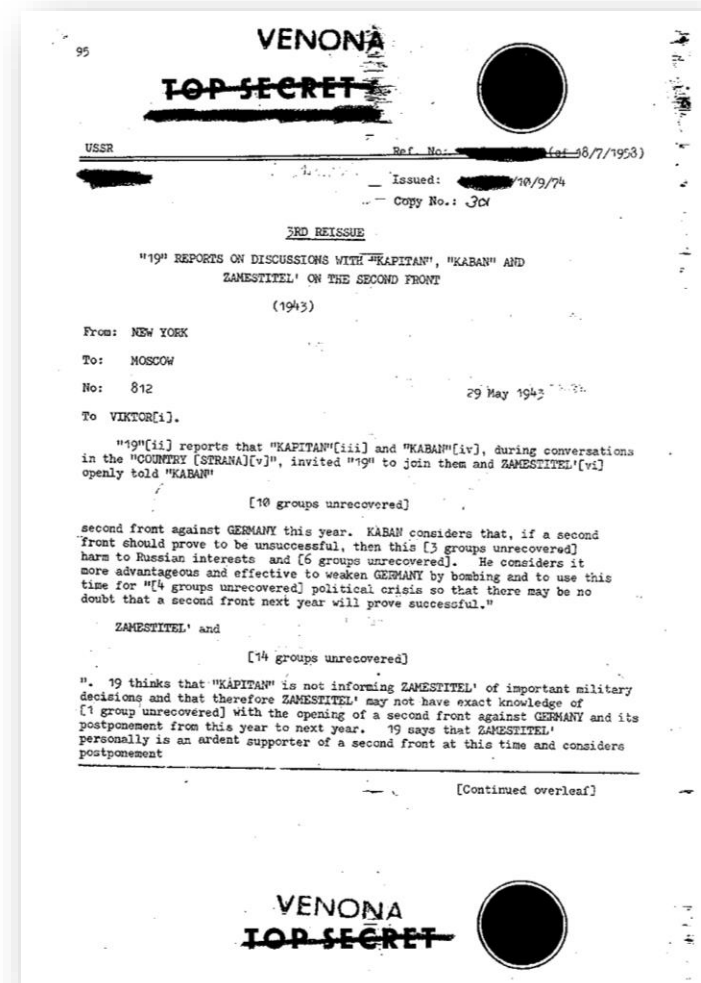 95
VENONA
TOP SECRET
USSR
Ref. No: (of 18/7/1953)
Issued: /10/9/74
Copy No.: 301
3RD REISSUE
"19" REPORTS ON DISCUSSIONS WITH "KAPITAN", "KABAN" AND
ZAMESTITEL' ON THE SECOND FRONT
(1943)
From: NEW YORK
To: MOSCOW
No: 812
29 May 1943
To VIKTOR[i].
"19"[ii] reports that "KAPITAN"[iii] and "KABAN"[iv], during conversations
in the "COUNTRY [STRANA][v]", invited "19" to join them and ZAMESTITEL'[vi]
openly told "KABAN"
[10 groups unrecovered]
second front against GERMANY this year. KABAN considers that, if a second
front should prove to be unsuccessful, then this [3 groups unrecovered]
harm to Russian interests and [6 groups unrecovered]. He considers it
more advantageous and effective to weaken GERMANY by bombing and to use this
time for "[4 groups unrecovered] political crisis so that there may be no
doubt that a second front next year will prove successful."
ZAMESTITEL' and
[14 groups unrecovered]
". 19 thinks that "KAPITAN" is not informing ZAMESTITEL' of important military
decisions and that therefore ZAMESTITEL' may not have exact knowledge of
[1 group unrecovered] with the opening of a second front against GERMANY and its
postponement from this year to next year. 19 says that ZAMESTITEL'
personally is an ardent supporter of a second front at this time and considers
postponement
[Continued overleaf]
VENONA
TOP SECRET